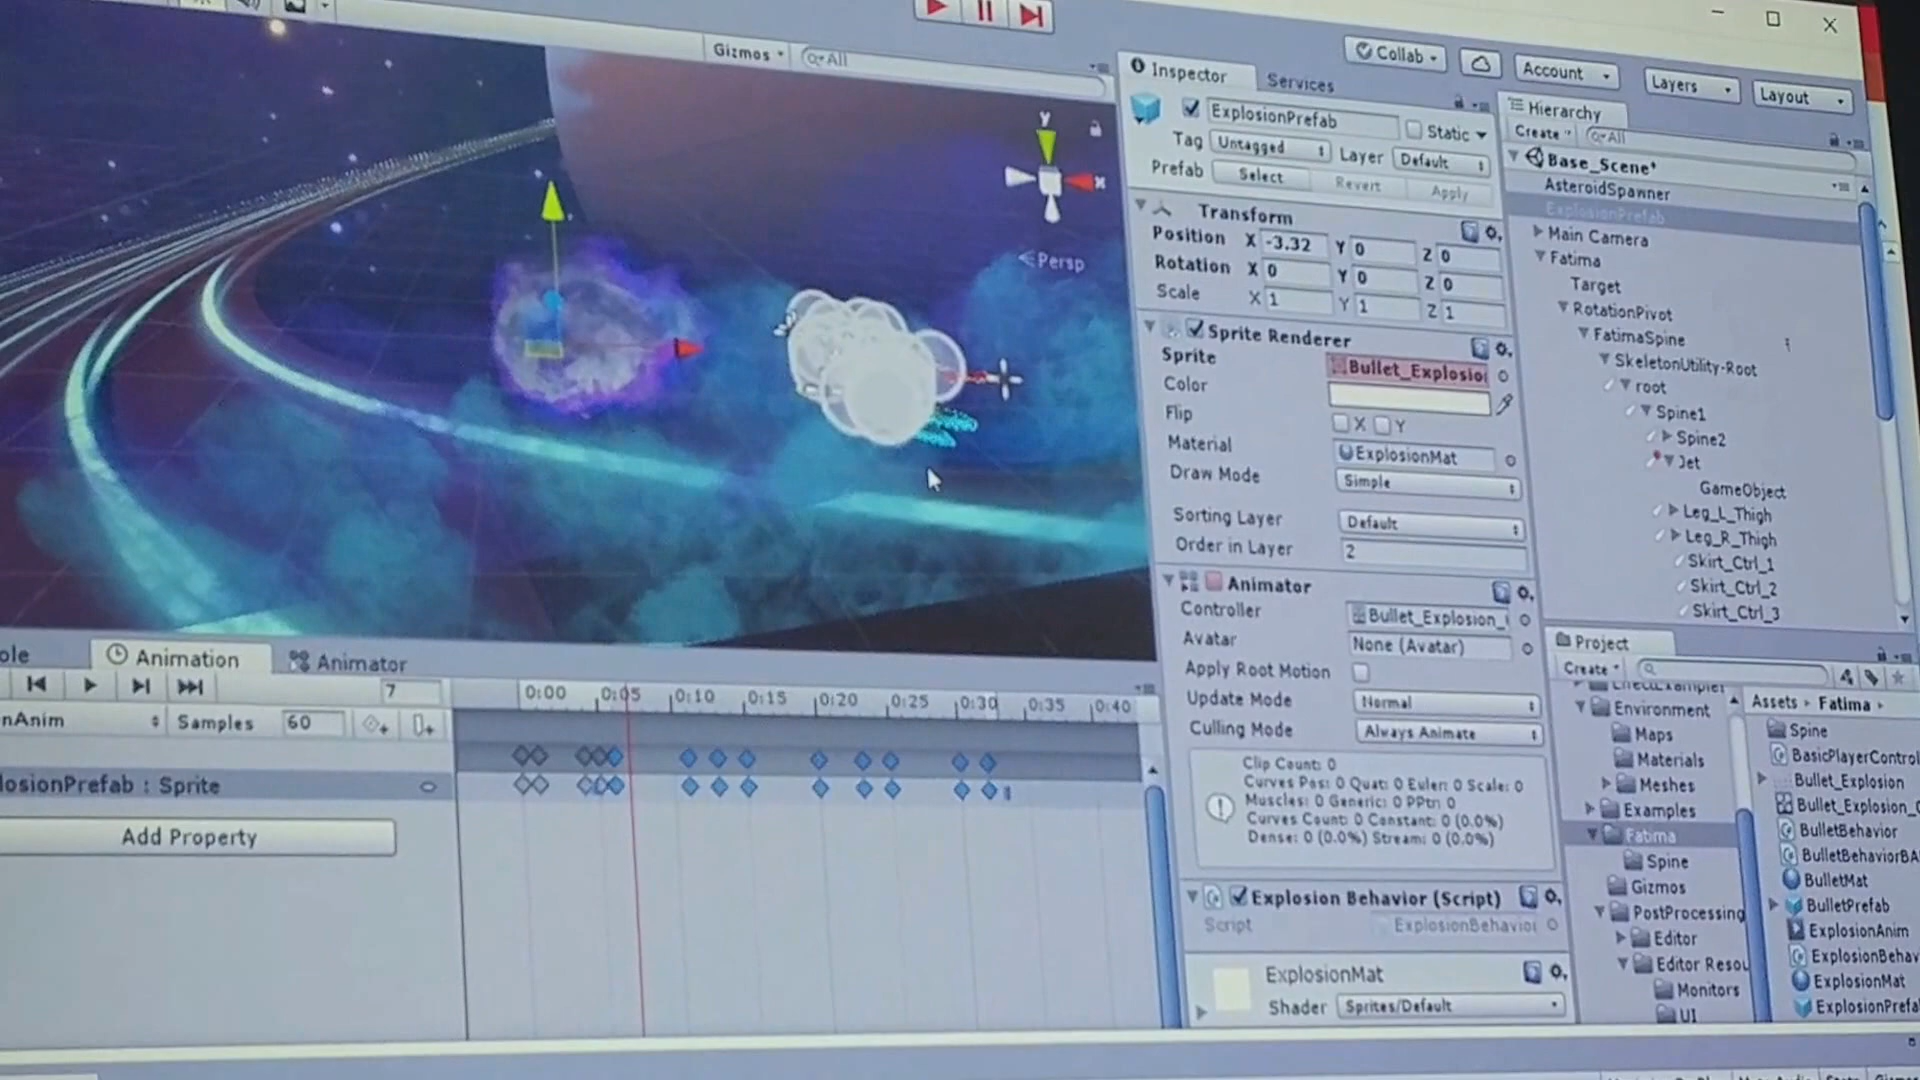 Gizmos
All
Persp
y
x
Collab
Account
Layers
Layout
Inspector
Services
ExplosionPrefab
Static
Tag Untagged Layer Default
Prefab Select Revert Apply
Transform
Position X -3.32 Y 0 Z 0
Rotation X 0 Y 0 Z 0
Scale X 1 Y 1 Z 1
Sprite Renderer
Sprite Bullet_Explosio
Color
Flip X Y
Material ExplosionMat
Draw Mode Simple
Sorting Layer Default
Order in Layer 2
Animator
Controller Bullet_Explosion_
Avatar None (Avatar)
Apply Root Motion
Update Mode Normal
Culling Mode Always Animate
Clip Count: 0
Curves Pos: 0 Quat: 0 Euler: 0 Scale: 0
Muscles: 0 Generic: 0 PPtr: 0
Curves Count: 0 Constant: 0 (0.0%)
Dense: 0 (0.0%) Stream: 0 (0.0%)
Explosion Behavior (Script)
Script ExplosionBehavior
ExplosionMat
Shader Sprites/Default
Hierarchy
Create All
Base_Scene*
AsteroidSpawner
ExplosionPrefab
Main Camera
Fatima
Target
RotationPivot
FatimaSpine
SkeletonUtility-Root
root
Spine1
Spine2
Jet
GameObject
Leg_L_Thigh
Leg_R_Thigh
Skirt_Ctrl_1
Skirt_Ctrl_2
Skirt_Ctrl_3
Project
Create
Environment
Maps
Materials
Meshes
Examples
Fatima
Spine
Gizmos
PostProcessing
Editor
Editor Resou
Monitors
UI
Assets Fatima
Spine
BasicPlayerControl
Bullet_Explosion
Bullet_Explosion_C
BulletBehavior
BulletBehaviorBA
BulletMat
BulletPrefab
ExplosionAnim
ExplosionBehav
ExplosionMat
ExplosionPrefa
ole
Animation
Animator
7
0:00 0:05 0:10 0:15 0:20 0:25 0:30 0:35 0:40
nAnim
Samples 60
losionPrefab : Sprite
Add Property